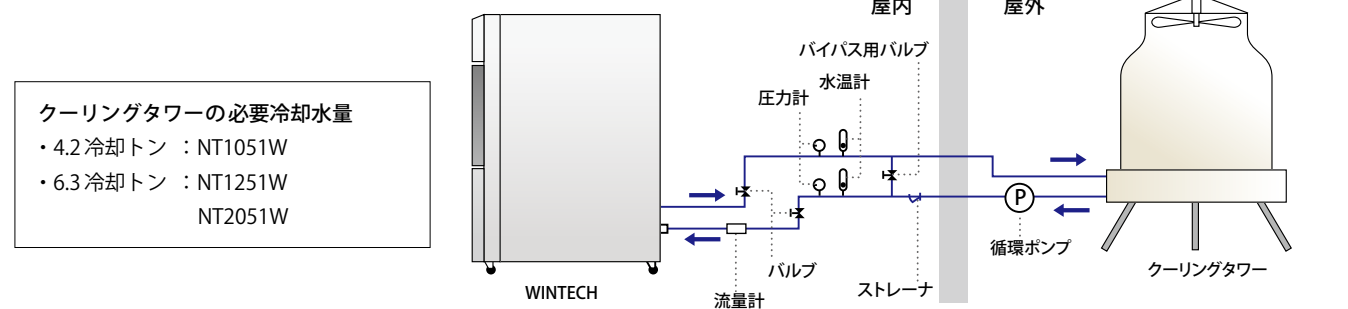 クーリングタワーの必要冷却水量
・4.2 冷却トン ：NT1051W
・6.3 冷却トン ：NT1251W
NT2051W
屋内
屋外
バイパス用バルブ
水温計
圧力計
P
循環ポンプ
バルブ
ストレーナ
流量計
WINTECH
クーリングタワー